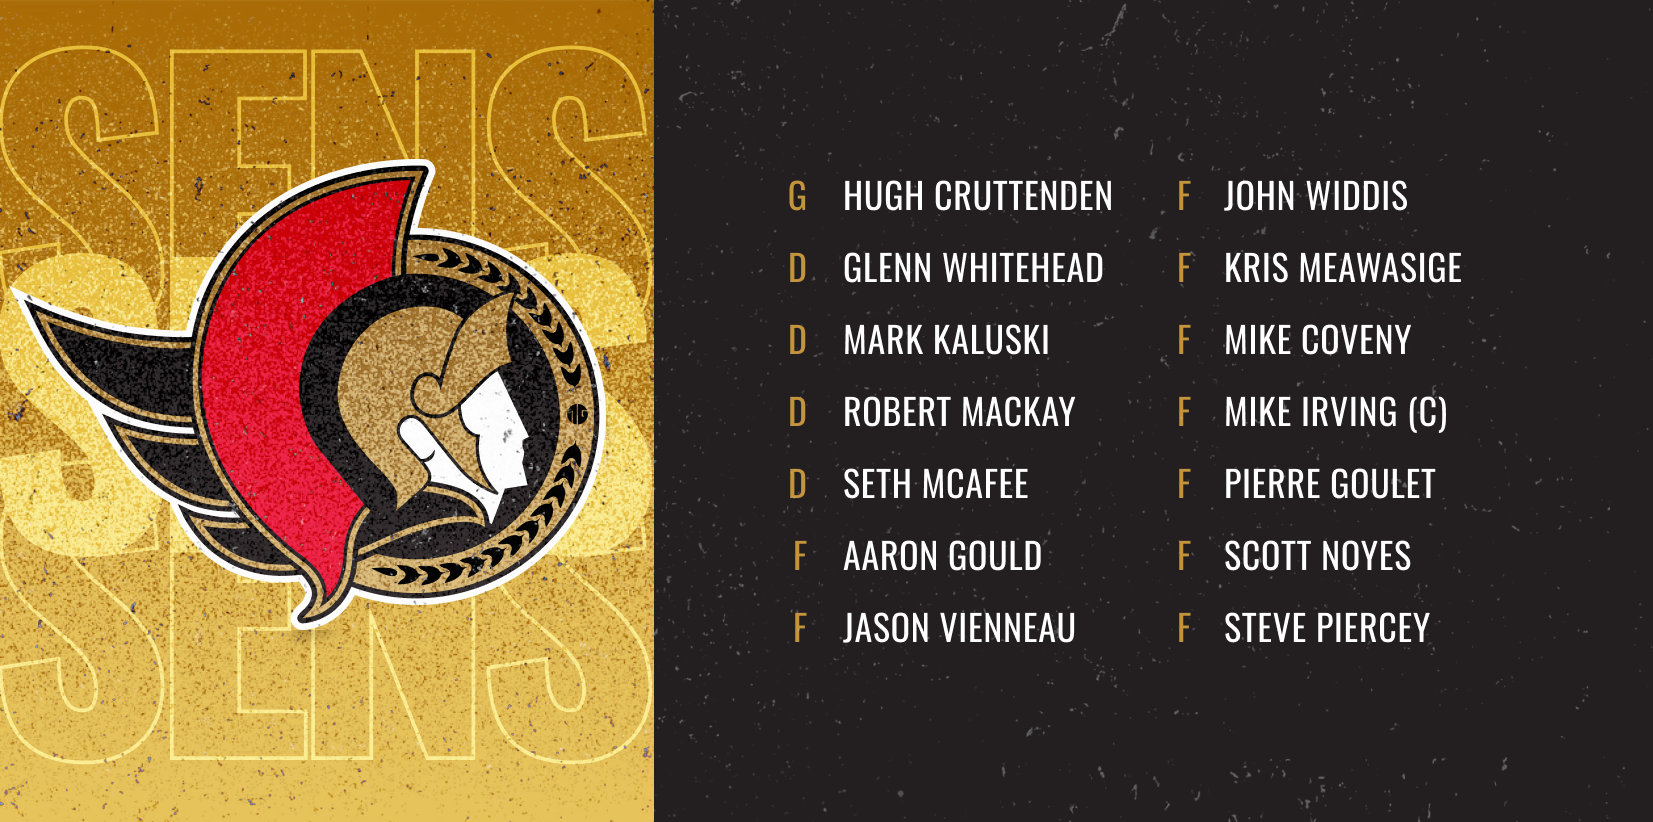 SENS
SENS
SENS
G HUGH CRUTTENDEN
D GLENN WHITEHEAD
D MARK KALUSKI
D ROBERT MACKAY
D SETH MCAFEE
F AARON GOULD
F JASON VIENNEAU
F JOHN WIDDIS
F KRIS MEAWASIGE
F MIKE COVENY
F MIKE IRVING (C)
F PIERRE GOULET
F SCOTT NOYES
F STEVE PIERCEY